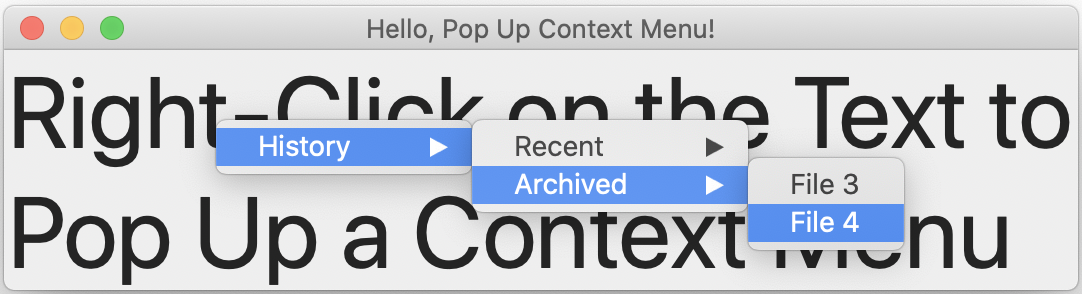 Hello, Pop Up Context Menu!
Right-Click on the Text to
Pop Up a Context Menu
History
Recent
Archived
File 3
File 4